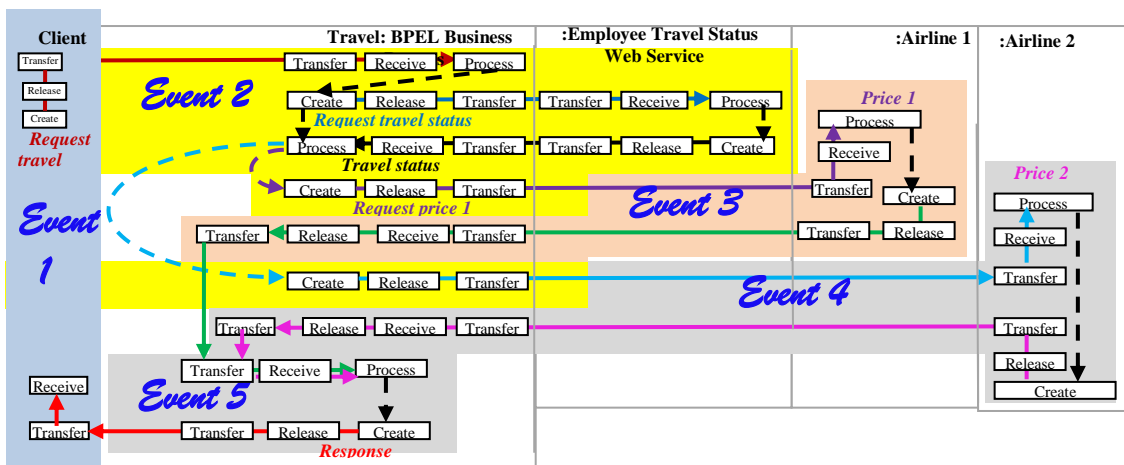 Client
Travel: BPEL Business
:Employee Travel Status
Web Service
:Airline 1
:Airline 2
Transfer
Release
Create
Request
travel
Event 2
Transfer Receive Process
Create Release Transfer Transfer Receive Process
Request travel status
Process Receive Transfer Transfer Release Create
Travel status
Create Release Transfer
Request price 1
Event 3
Price 1
Process
Receive
Transfer
Create
Transfer Release
Transfer Release Receive Transfer
Event
1
Create Release Transfer
Event 4
Price 2
Process
Receive
Transfer
Transfer Release Receive Transfer
Transfer
Release
Create
Transfer Receive Process
Event 5
Receive
Transfer
Transfer Release Create
Response